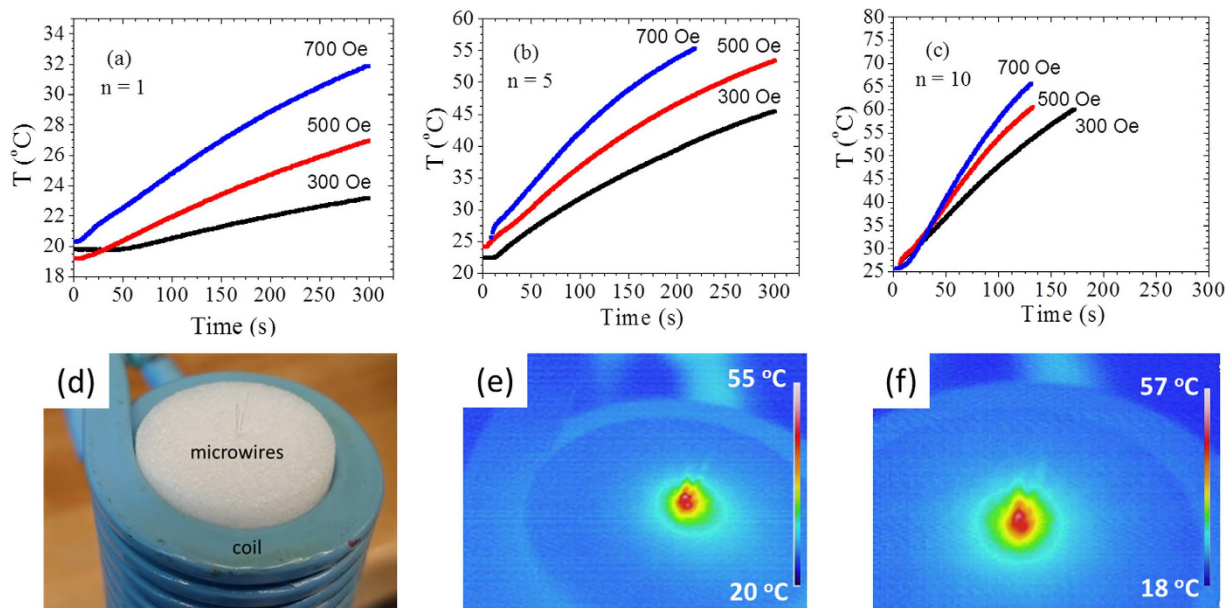 (a)
n = 1
700 Oe
500 Oe
300 Oe
T (°C)
34
32
30
28
26
24
22
20
18
0 50 100 150 200 250 300
Time (s)
(b)
n = 5
700 Oe
500 Oe
300 Oe
T (°C)
60
55
50
45
40
35
30
25
20
0 50 100 150 200 250 300
Time (s)
(c)
n = 10
700 Oe
500 Oe
300 Oe
T (°C)
80
75
70
65
60
55
50
45
40
35
30
25
0 50 100 150 200 250 300
Time (s)
(d)
microwires
coil
(e)
55 °C
20 °C
(f)
57 °C
18 °C